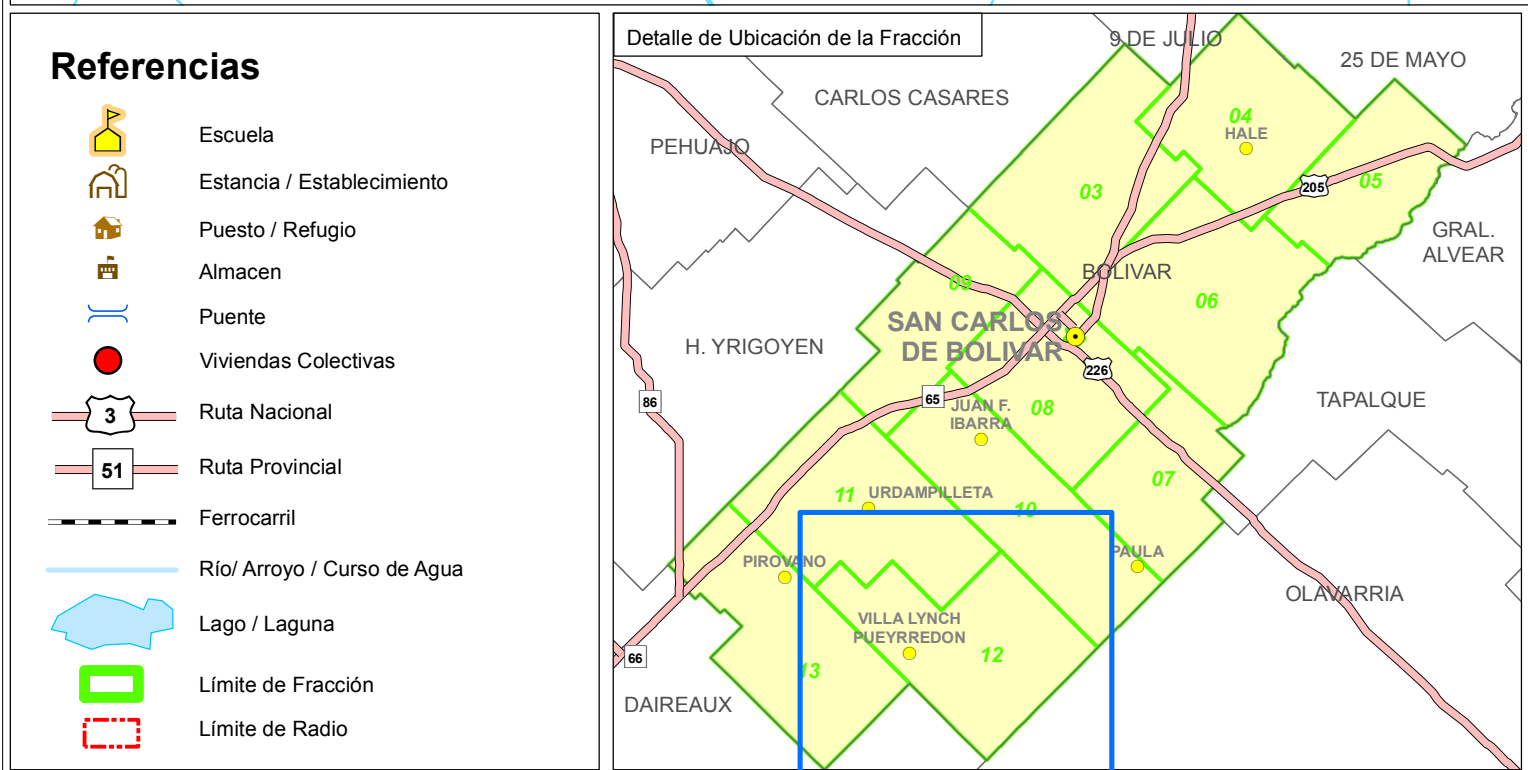 Referencias
Escuela
Estancia / Establecimiento
Puesto / Refugio
Almacen
Puente
Viviendas Colectivas
3
Ruta Nacional
51
Ruta Provincial
Ferrocarril
Río/ Arroyo / Curso de Agua
Lago / Laguna
Límite de Fracción
Límite de Radio
Detalle de Ubicación de la Fracción
9 DE JULIO
25 DE MAYO
CARLOS CASARES
04
HALE
PEHUAJO
03
205
05
GRAL.
ALVEAR
BOLIVAR
09
06
SAN CARLOS
DE BOLIVAR
H. YRIGOYEN
226
86
65
JUAN F.
IBARRA
08
TAPALQUE
07
11
URDAMPILLETA
10
PIROVANO
PAULA
OLAVARRIA
VILLA LYNCH
PUEYRREDON
12
66
13
DAIREAUX